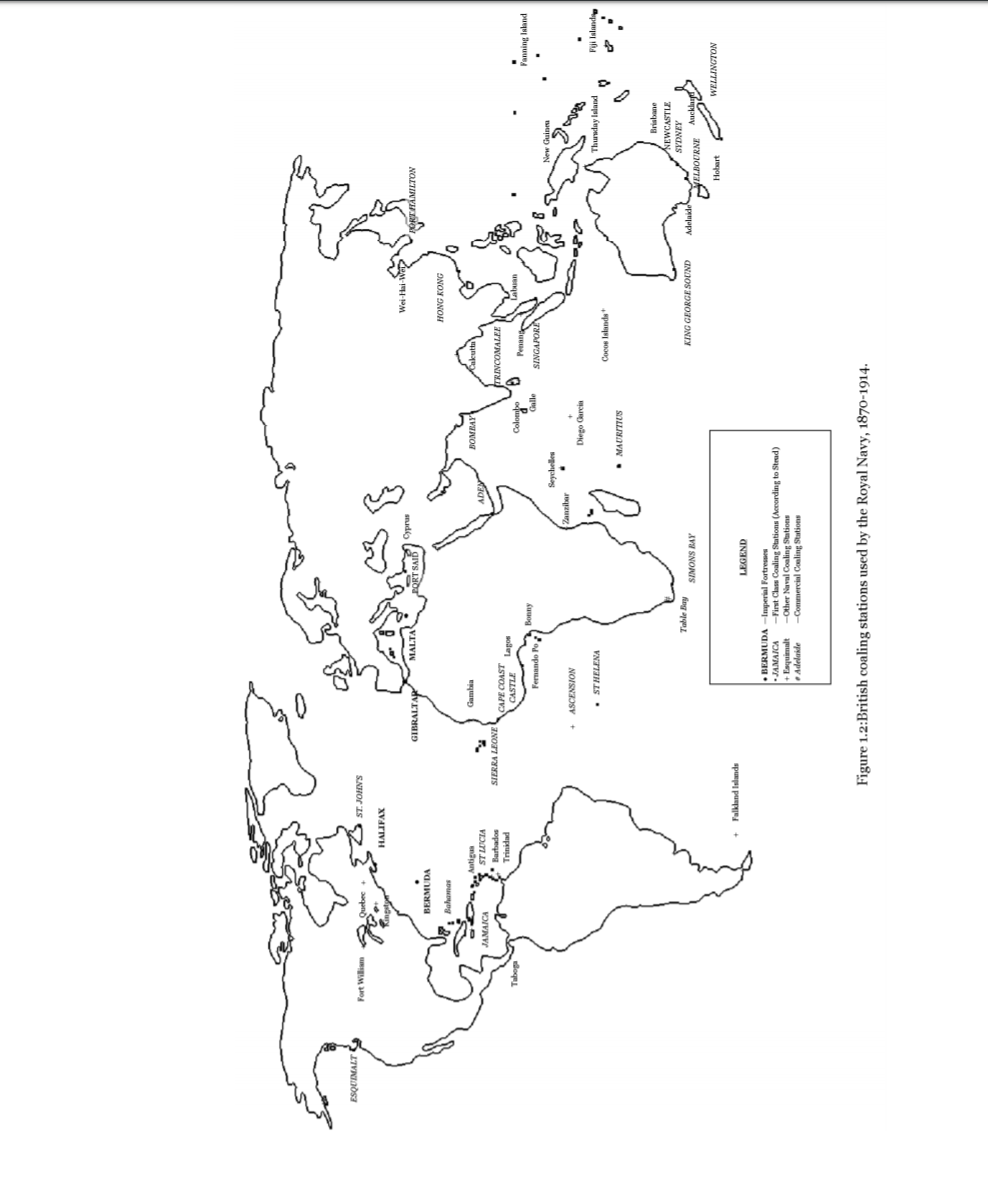 ESQUIMALT
Fort William
Quebec +
Kingston
ST. JOHN'S
HALIFAX
BERMUDA
Bahamas
JAMAICA
Antigua
ST LUCIA
Barbados
Trinidad
Taboga
+ Falkland Islands
GIBRALTAR
MALTA
PORT SAID
Cyprus
Gambia
SIERRA LEONE
CAPE COAST
CASTLE
Lagos
Fernando Po
Bonny
+ ASCENSION
• ST HELENA
Table Bay
SIMONS BAY
ADEN
Zanzibar
Seychelles
MAURITIUS
Diego Garcia
+
BOMBAY
Colombo
Galle
TRINCOMALEE
Calcutta
Penang
SINGAPORE
Labuan
HONG KONG
Wei-Hai-Wei
PORT HAMILTON
Cocos Islands+
KING GEORGE SOUND
Adelaide
MELBOURNE
Hobart
SYDNEY
NEWCASTLE
Brisbane
Thursday Island
New Guinea
Auckland
WELLINGTON
Fiji Islands
Fanning Island
LEGEND
• BERMUDA —Imperial Fortresses
• JAMAICA —First Class Coaling Stations (According to Stead)
+ Esquimalt —Other Naval Coaling Stations
# Adelaide —Commercial Coaling Stations
Figure 1.2:British coaling stations used by the Royal Navy, 1870-1914.